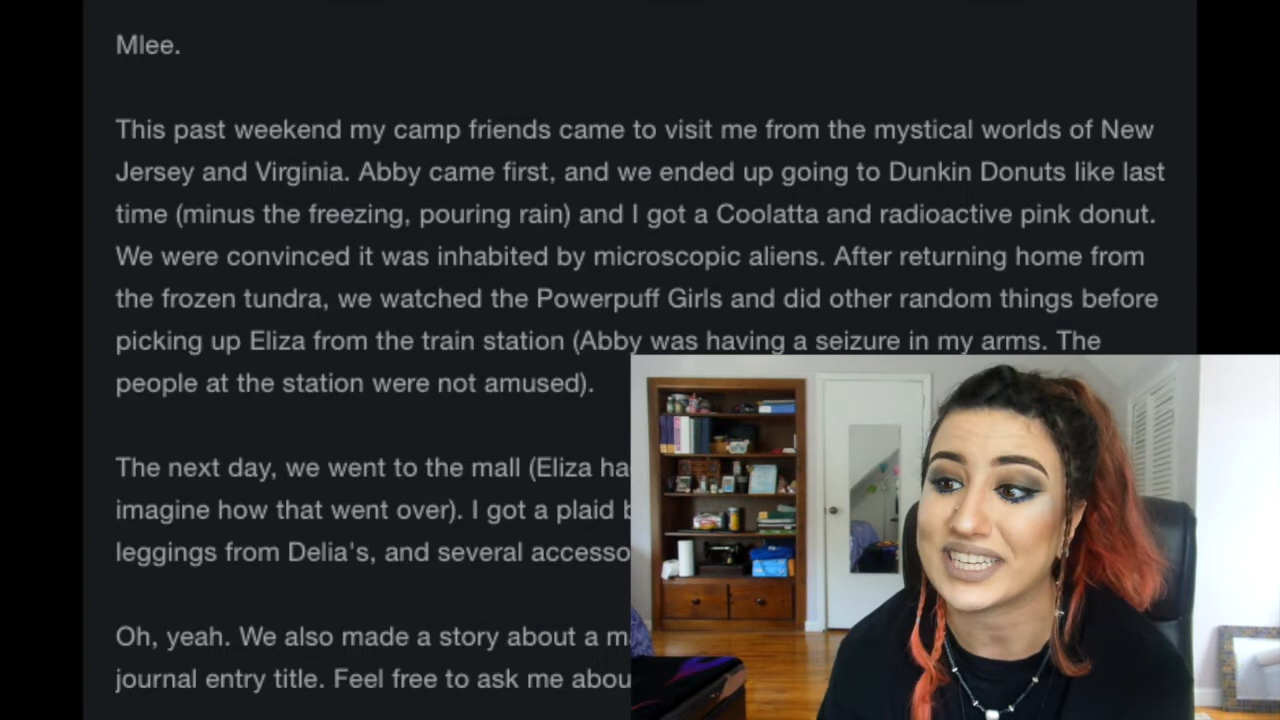 Mlee.
This past weekend my camp friends came to visit me from the mystical worlds of New
Jersey and Virginia. Abby came first, and we ended up going to Dunkin Donuts like last
time (minus the freezing, pouring rain) and I got a Coolatta and radioactive pink donut.
We were convinced it was inhabited by microscopic aliens. After returning home from
the frozen tundra, we watched the Powerpuff Girls and did other random things before
picking up Eliza from the train station (Abby was having a seizure in my arms. The
people at the station were not amused).
The next day, we went to the mall (Eliza ha
imagine how that went over). I got a plaid
leggings from Delia's, and several accesso
Oh, yeah. We also made a story about a
journal entry title. Feel free to ask me abou